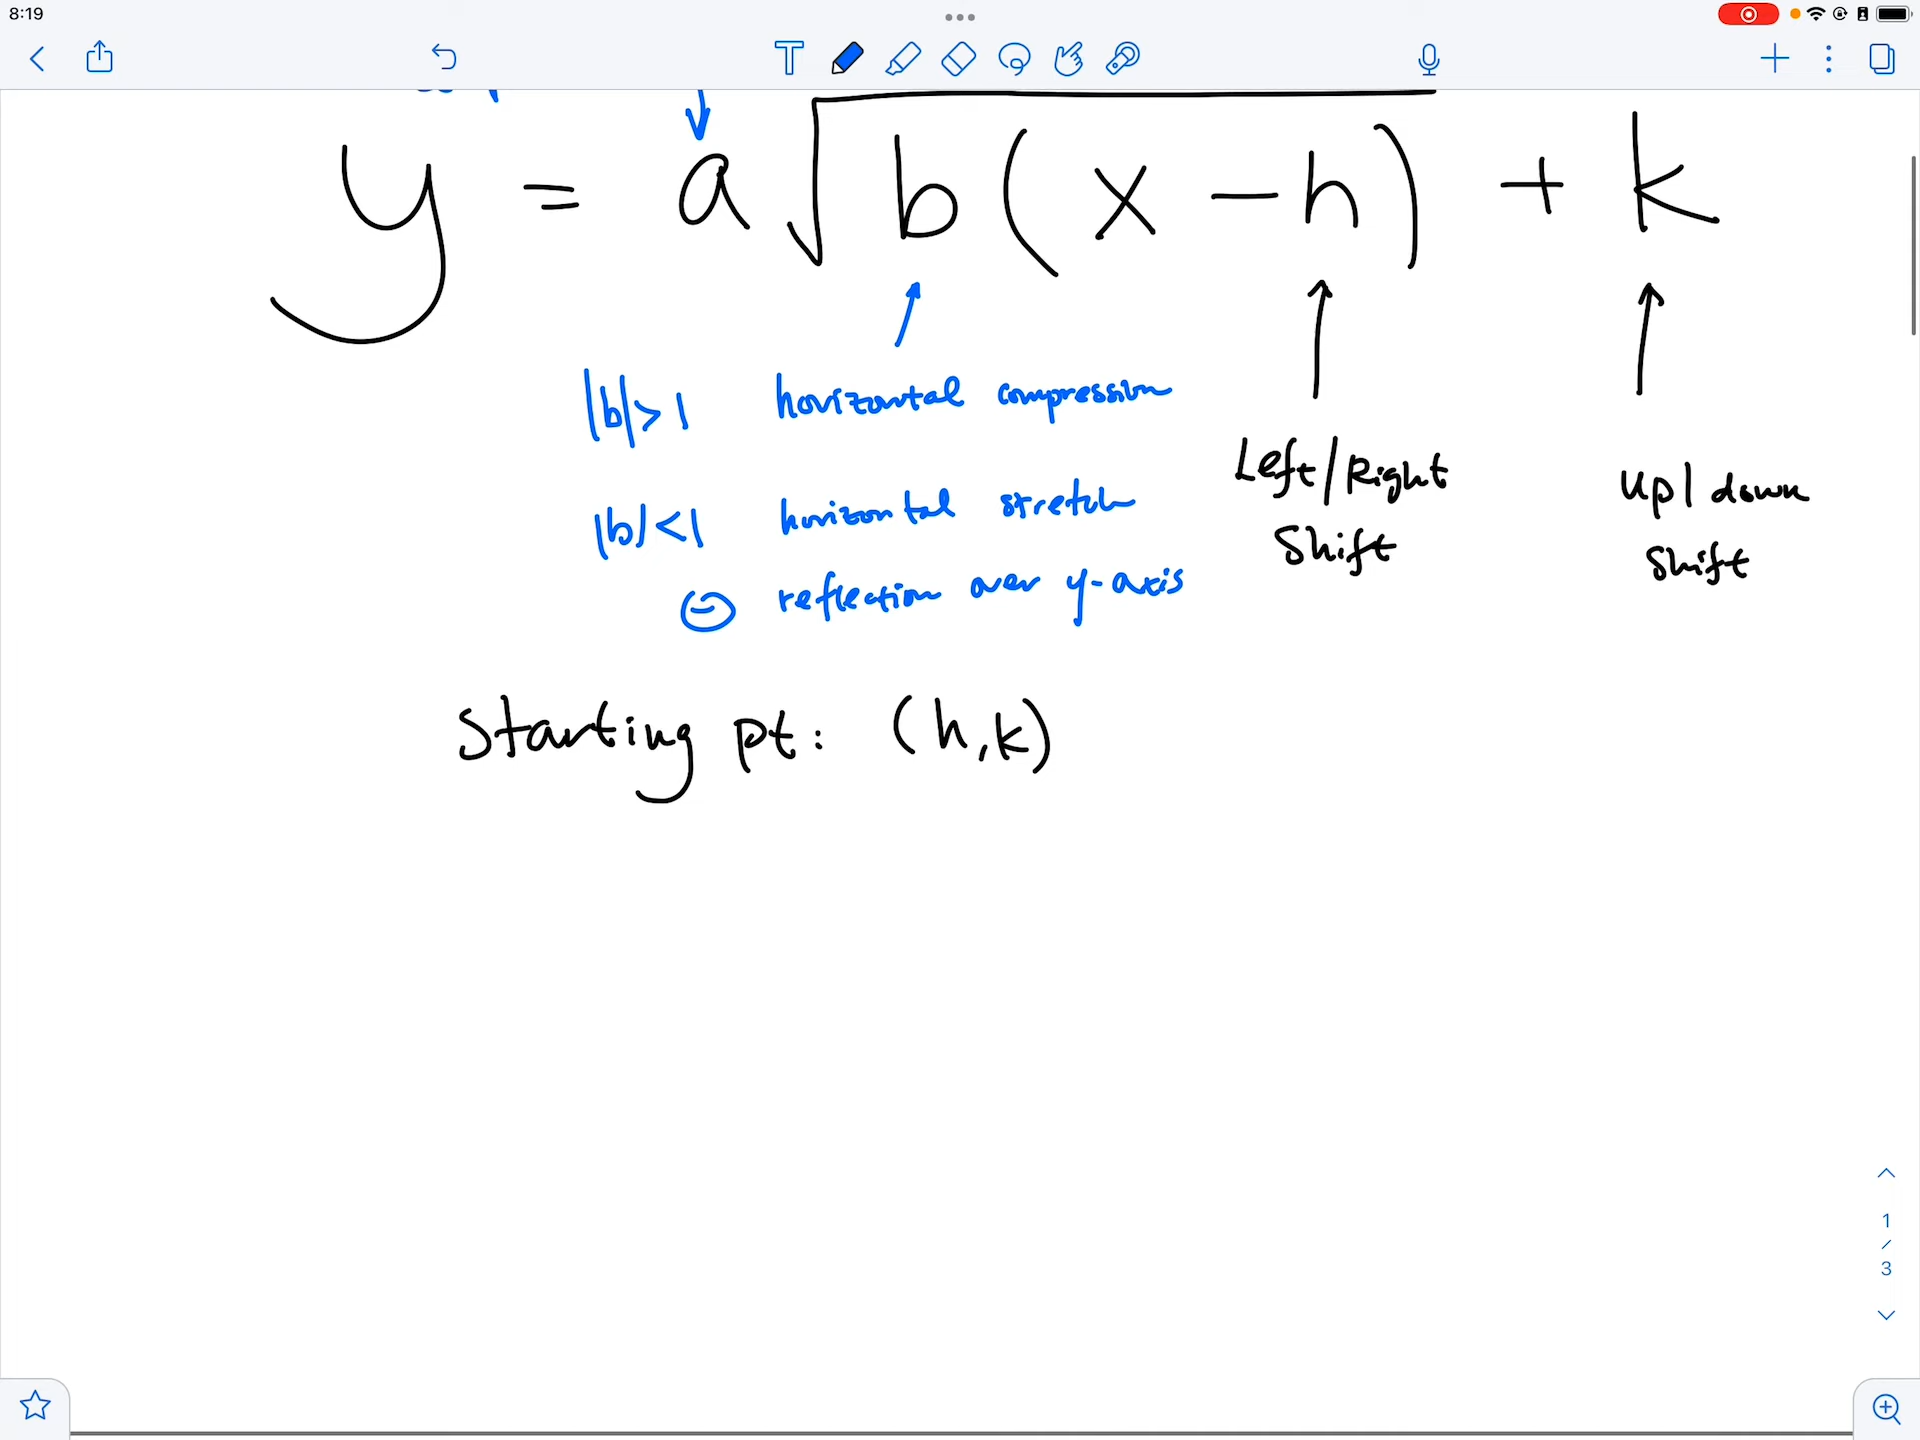 8:19
y = a √b(x - h) + k
|b| > 1 horizontal compression
|b| < 1 horizontal stretch
⊖ reflection over y-axis
Left/Right
Shift
up/down
shift
Starting pt: (h,k)
1
/
3